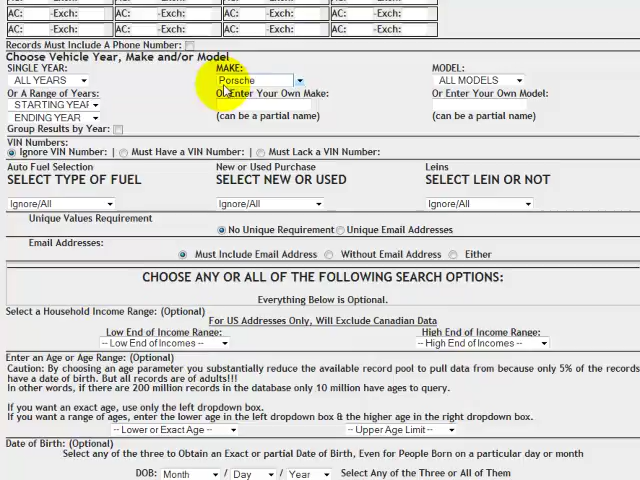 AC: -Exch: AC: -Exch: AC: -Exch: AC: -Exch:
AC: -Exch: AC: -Exch: AC: -Exch: AC: -Exch:
Records Must Include A Phone Number:
Choose Vehicle Year, Make and/or Model
SINGLE YEAR: MAKE: MODEL:
ALL YEARS Porsche ALL MODELS
Or A Range of Years: Or Enter Your Own Make: Or Enter Your Own Model:
STARTING YEAR
ENDING YEAR (can be a partial name) (can be a partial name)
Group Results by Year:
VIN Numbers:
Ignore VIN Number: | Must Have a VIN Number: | Must Lack a VIN Number:
Auto Fuel Selection New or Used Purchase Leins
SELECT TYPE OF FUEL SELECT NEW OR USED SELECT LEIN OR NOT
Ignore/All Ignore/All Ignore/All
Unique Values Requirement
No Unique Requirement Unique Email Addresses
Email Addresses:
Must Include Email Address Without Email Address Either
CHOOSE ANY OR ALL OF THE FOLLOWING SEARCH OPTIONS:
Everything Below is Optional.
Select a Household Income Range: (Optional)
For US Addresses Only, Will Exclude Canadian Data
Low End of Income Range: High End of Income Range:
-- Low End of Incomes -- -- High End of Incomes --
Enter an Age or Age Range: (Optional)
Caution: By choosing an age parameter you substantially reduce the available record pool to pull data from because only 5% of the records
have a date of birth. But all records are of adults!!!
In other words, if there are 200 million records in the database only 10 million have ages to query.
If you want an exact age, use only the left dropdown box.
If you want a range of ages, enter the lower age in the left dropdown box & the higher age in the right dropdown box.
-- Lower or Exact Age -- -- Upper Age Limit --
Date of Birth: (Optional)
Select any of the three to Obtain an Exact or partial Date of Birth, Even for People Born on a particular day or month
DOB: Month / Day / Year Select Any of the Three or All of Them